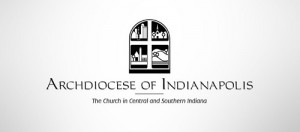 Archdiocese of Indianapolis
The Church in Central and Southern Indiana